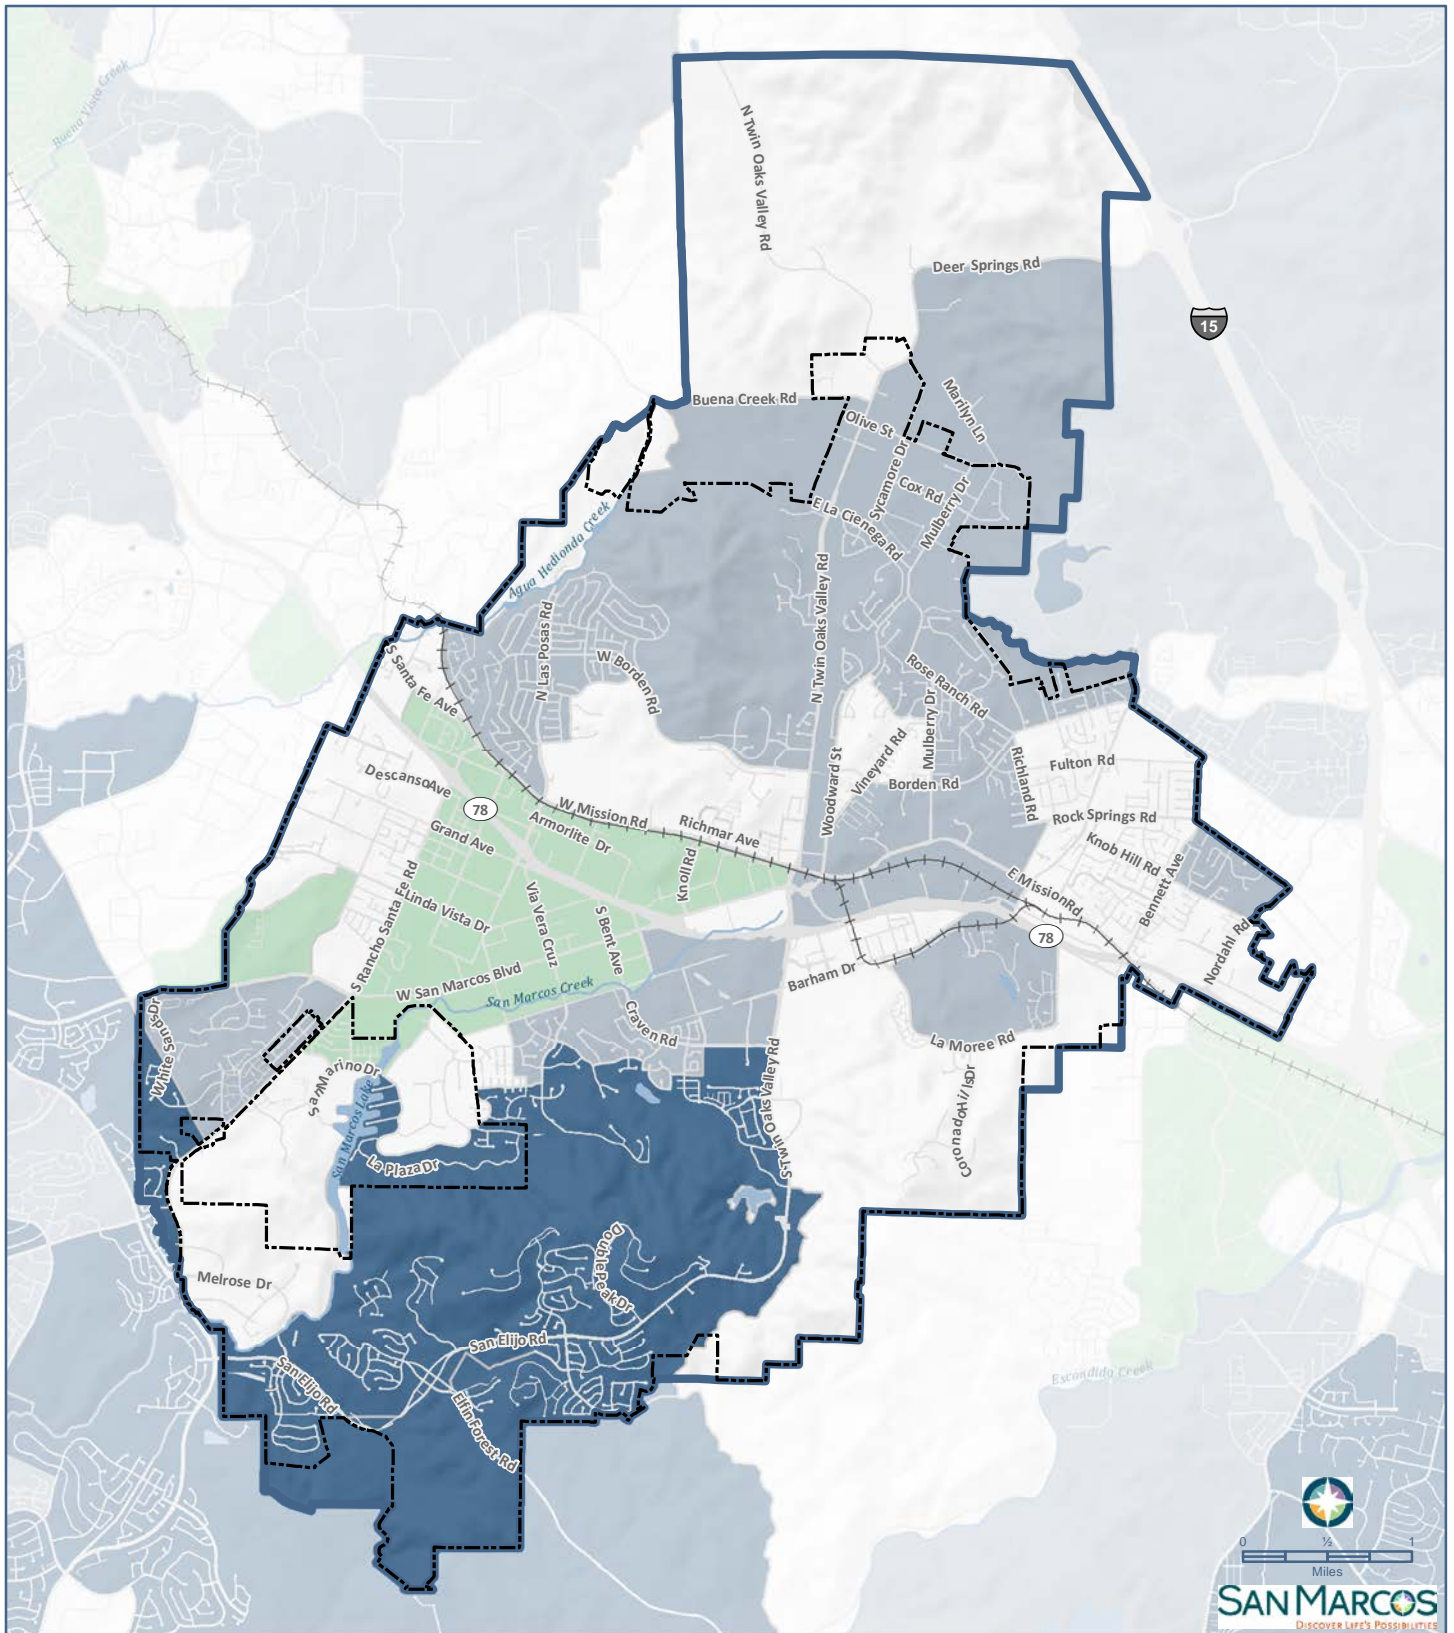 Buena Vista Creek
N Twin Oaks Valley Rd
Deer Springs Rd
15
Buena Creek Rd
Marilyn Ln
Olive St
Sycamore Dr
Cox Rd
Mulberry Dr
E La Cienega Rd
Agua Hedionda Creek
N Las Posas Rd
N Twin Oaks Valley Rd
S Santa Fe Ave
W Borden Rd
Rose Ranch Rd
Mulberry Dr
Vineyard Rd
Woodward St
Borden Rd
Richland Rd
Fulton Rd
Descanso Ave
78
W Mission Rd
Richmar Ave
Rock Springs Rd
Armorlite Dr
Grand Ave
Knoll Rd
Knob Hill Rd
Bennett Ave
E Mission Rd
S Rancho Santa Fe Rd
Linda Vista Dr
Via Vera Cruz
S Bent Ave
78
Nordahl Rd
Barham Dr
W San Marcos Blvd
San Marcos Creek
White Sands Dr
Craven Rd
La Moree Rd
San Marino Dr
San Marcos Lake
S Twin Oaks Valley Rd
Coronado Hills Dr
La Plaza Dr
Double Peak Dr
Melrose Dr
San Elijo Rd
San Elijo Rd
Elfin Forest Rd
Escondido Creek
0 ½ 1
Miles
SAN MARCOS
DISCOVER LIFE'S POSSIBILITIES